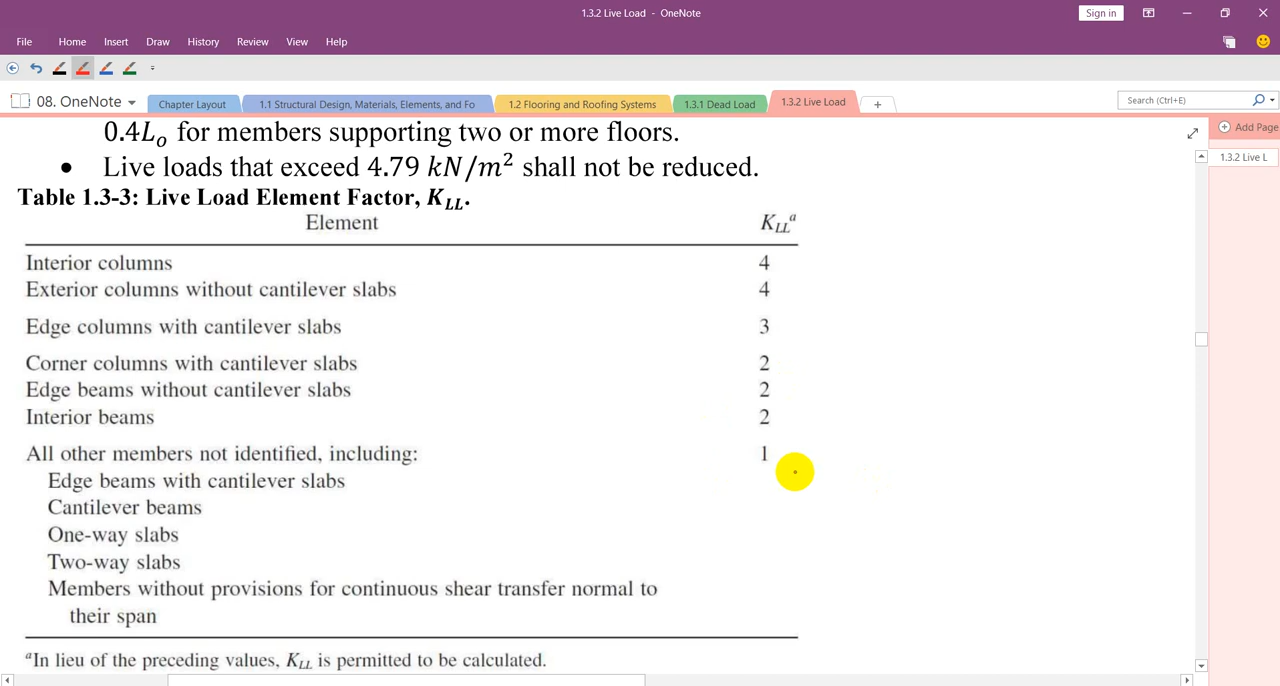 1.3.2 Live Load - OneNote
Sign in
File Home Insert Draw History Review View Help
08. OneNote
Chapter Layout
1.1 Structural Design, Materials, Elements, and Fo
1.2 Flooring and Roofing Systems
1.3.1 Dead Load
1.3.2 Live Load
+
Search (Ctrl+E)
Add Page
1.3.2 Live L
0.4Lₒ for members supporting two or more floors.
• Live loads that exceed 4.79 kN/m² shall not be reduced.
Table 1.3-3: Live Load Element Factor, K_LL.
Element K_LLᵃ
Interior columns 4
Exterior columns without cantilever slabs 4
Edge columns with cantilever slabs 3
Corner columns with cantilever slabs 2
Edge beams without cantilever slabs 2
Interior beams 2
All other members not identified, including: 1
Edge beams with cantilever slabs
Cantilever beams
One-way slabs
Two-way slabs
Members without provisions for continuous shear transfer normal to
their span
ᵃIn lieu of the preceding values, K_LL is permitted to be calculated.